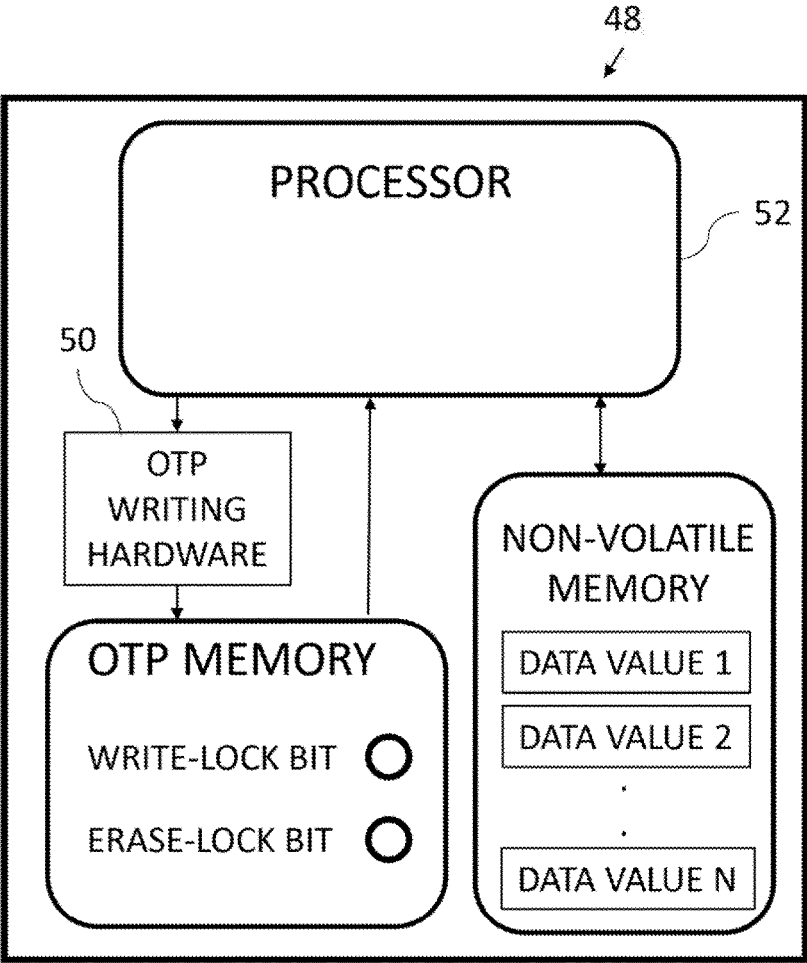 48
PROCESSOR
52
50
OTP
WRITING
HARDWARE
NON-VOLATILE
MEMORY
OTP MEMORY
DATA VALUE 1
DATA VALUE 2
WRITE-LOCK BIT
.
.
ERASE-LOCK BIT
DATA VALUE N